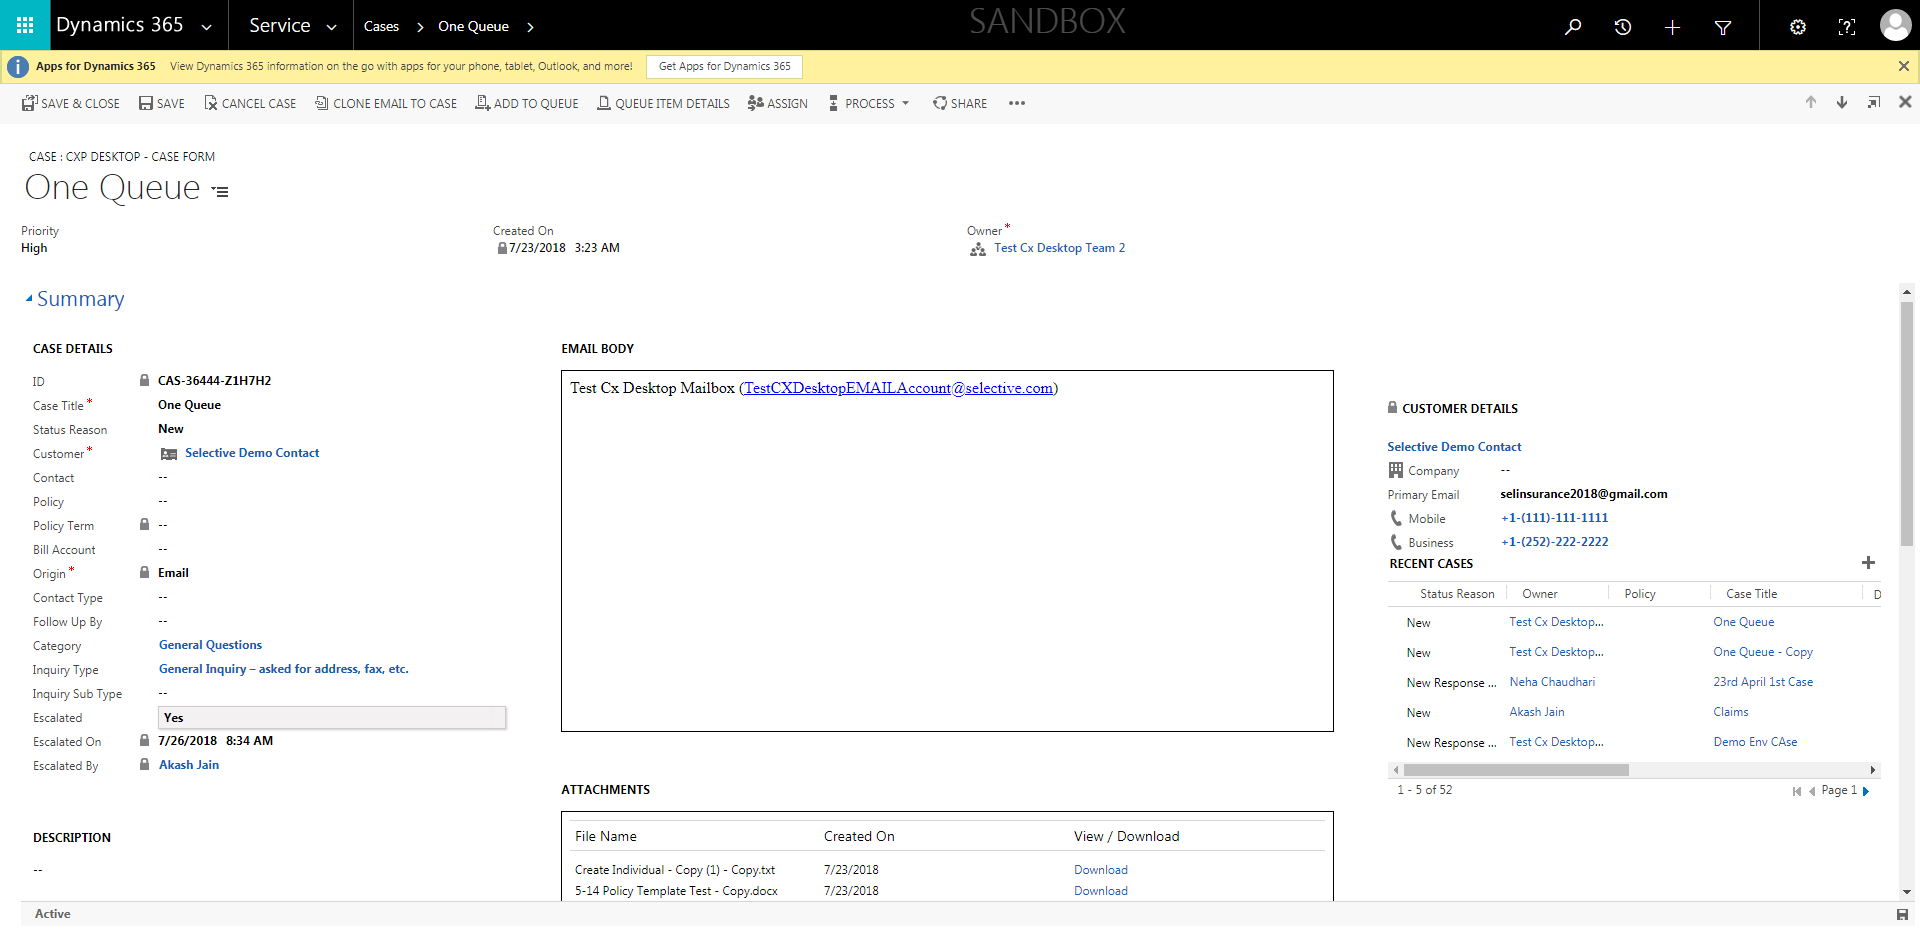 Dynamics 365 Service Cases One Queue SANDBOX
Apps for Dynamics 365 View Dynamics 365 information on the go with apps for your phone, tablet, Outlook, and more! Get Apps for Dynamics 365
SAVE & CLOSE SAVE CANCEL CASE CLONE EMAIL TO CASE ADD TO QUEUE QUEUE ITEM DETAILS ASSIGN PROCESS SHARE •••
CASE : CXP DESKTOP - CASE FORM
One Queue
Priority
High
Created On
7/23/2018 3:23 AM
Owner*
Test Cx Desktop Team 2
Summary
CASE DETAILS
ID CAS-36444-Z1H7H2
Case Title* One Queue
Status Reason New
Customer* Selective Demo Contact
Contact --
Policy --
Policy Term --
Bill Account --
Origin* Email
Contact Type --
Follow Up By --
Category General Questions
Inquiry Type General Inquiry – asked for address, fax, etc.
Inquiry Sub Type --
Escalated Yes
Escalated On 7/26/2018 8:34 AM
Escalated By Akash Jain
DESCRIPTION
--
EMAIL BODY
Test Cx Desktop Mailbox (TestCXDesktopEMAILAccount@selective.com)
ATTACHMENTS
File Name Created On View / Download
Create Individual - Copy (1) - Copy.txt 7/23/2018 Download
5-14 Policy Template Test - Copy.docx 7/23/2018 Download
CUSTOMER DETAILS
Selective Demo Contact
Company --
Primary Email selinsurance2018@gmail.com
Mobile +1-(111)-111-1111
Business +1-(252)-222-2222
RECENT CASES
Status Reason Owner Policy Case Title D
New Test Cx Desktop... One Queue
New Test Cx Desktop... One Queue - Copy
New Response ... Neha Chaudhari 23rd April 1st Case
New Akash Jain Claims
New Response ... Test Cx Desktop... Demo Env CAse
1 - 5 of 52 Page 1
Active